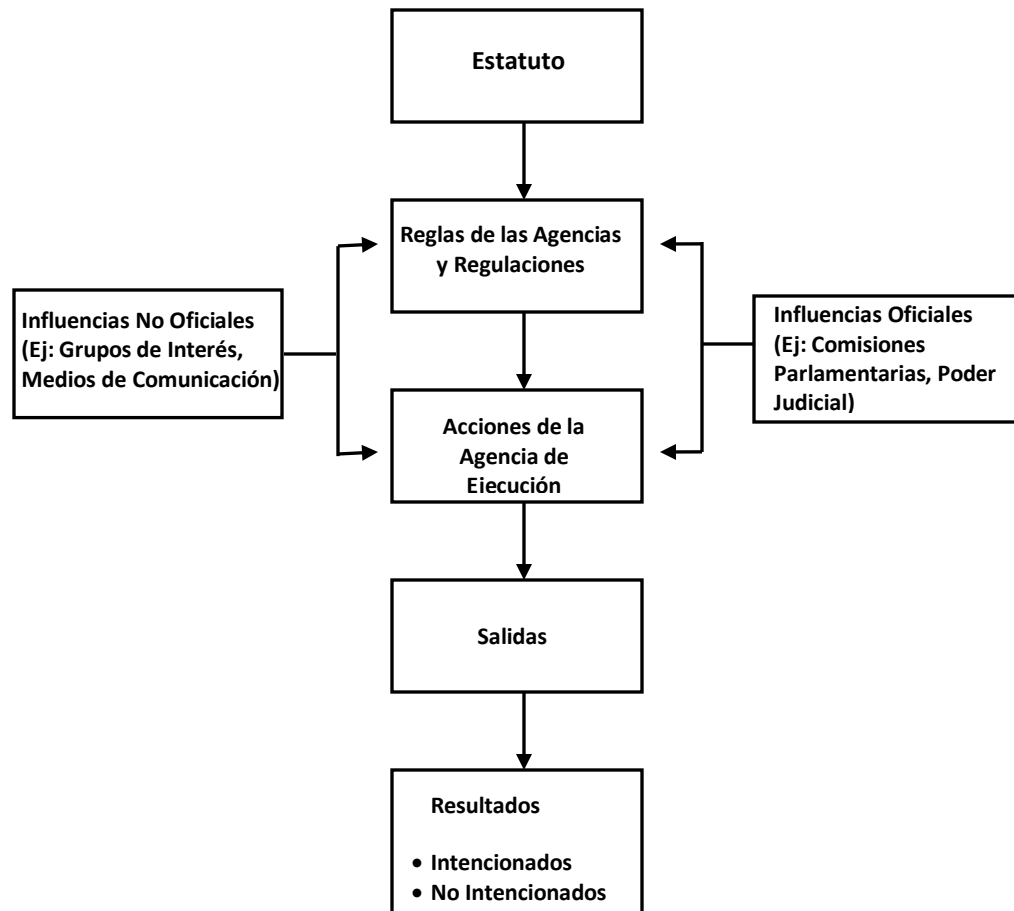 Estatuto
Reglas de las Agencias
y Regulaciones
Influencias No Oficiales
(Ej: Grupos de Interés,
Medios de Comunicación)
Influencias Oficiales
(Ej: Comisiones
Parlamentarias, Poder
Judicial)
Acciones de la
Agencia de
Eiecución
Salidas
Resultados
• Intencionados
• No Intencionados